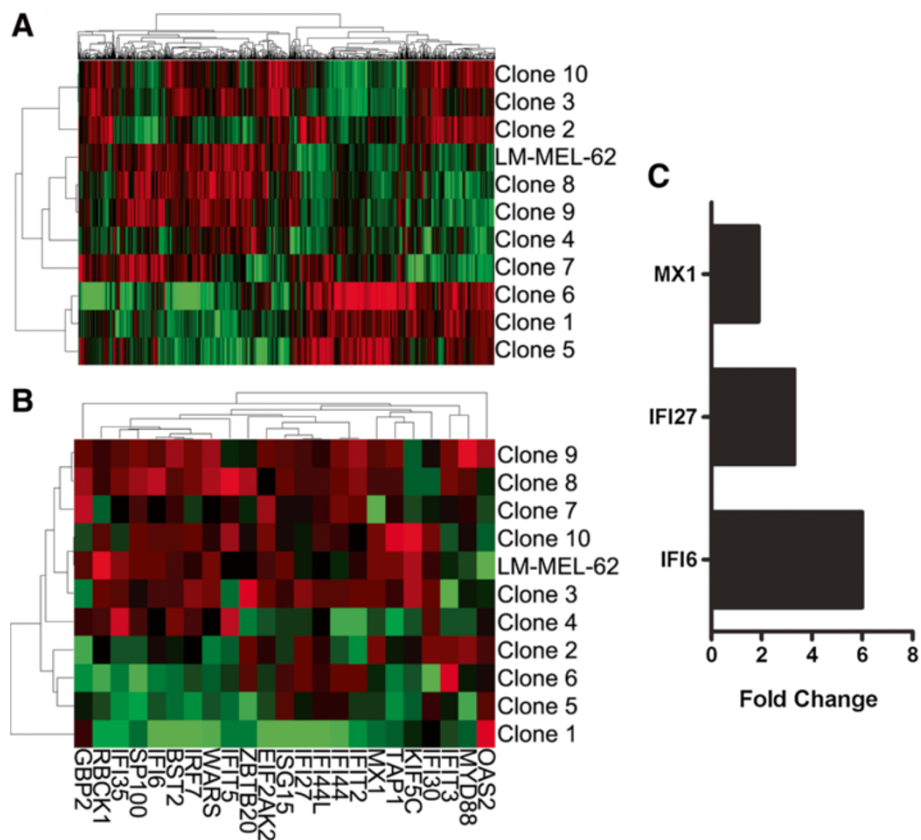 A
Clone 10
Clone 3
Clone 2
LM-MEL-62
Clone 8
Clone 9
Clone 4
Clone 7
Clone 6
Clone 1
Clone 5
B
Clone 9
Clone 8
Clone 7
Clone 10
LM-MEL-62
Clone 3
Clone 4
Clone 2
Clone 6
Clone 5
Clone 1
GBP2
RBCK1
IFI35
SP100
IFI6
BST2
IRF7
WARS
IFIT5
ZBTB20
EIF2AK2
ISG15
IFI27
IFI44L
IFI44
IFIT2
MX1
TAP1
KIF5C
IFI30
IFIT3
MYD88
OAS2
C
MX1
IFI27
IFI6
0 2 4 6 8
Fold Change